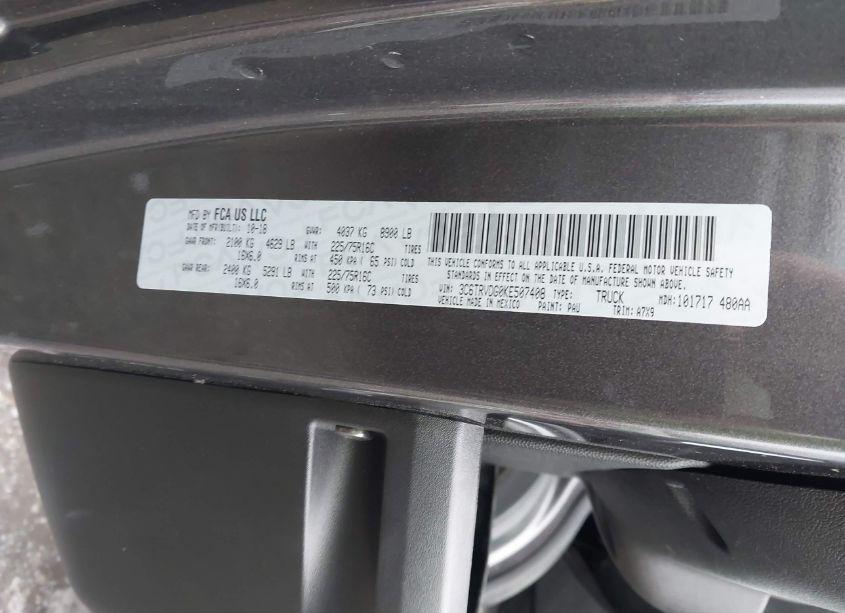 MFD BY FCA US LLC
DATE OF MFR(BUILT): 10-18 GVWR: 4037 KG 8900 LB
GAWR FRONT: 2100 KG 4629 LB WITH 225/75R16C TIRES
16X6.0 RIMS AT 450 KPA ( 65 PSI) COLD
GAWR REAR: 2400 KG 5291 LB WITH 225/75R16C TIRES
16X6.0 RIMS AT 500 KPA ( 73 PSI) COLD
THIS VEHICLE CONFORMS TO ALL APPLICABLE U.S.A. FEDERAL MOTOR VEHICLE SAFETY
STANDARDS IN EFFECT ON THE DATE OF MANUFACTURE SHOWN ABOVE.
VIN: 3C6TRVDG0KE507408 TYPE: TRUCK MDH: 101717 480AA
VEHICLE MADE IN MEXICO PAINT: PAU TRIM: A7X9